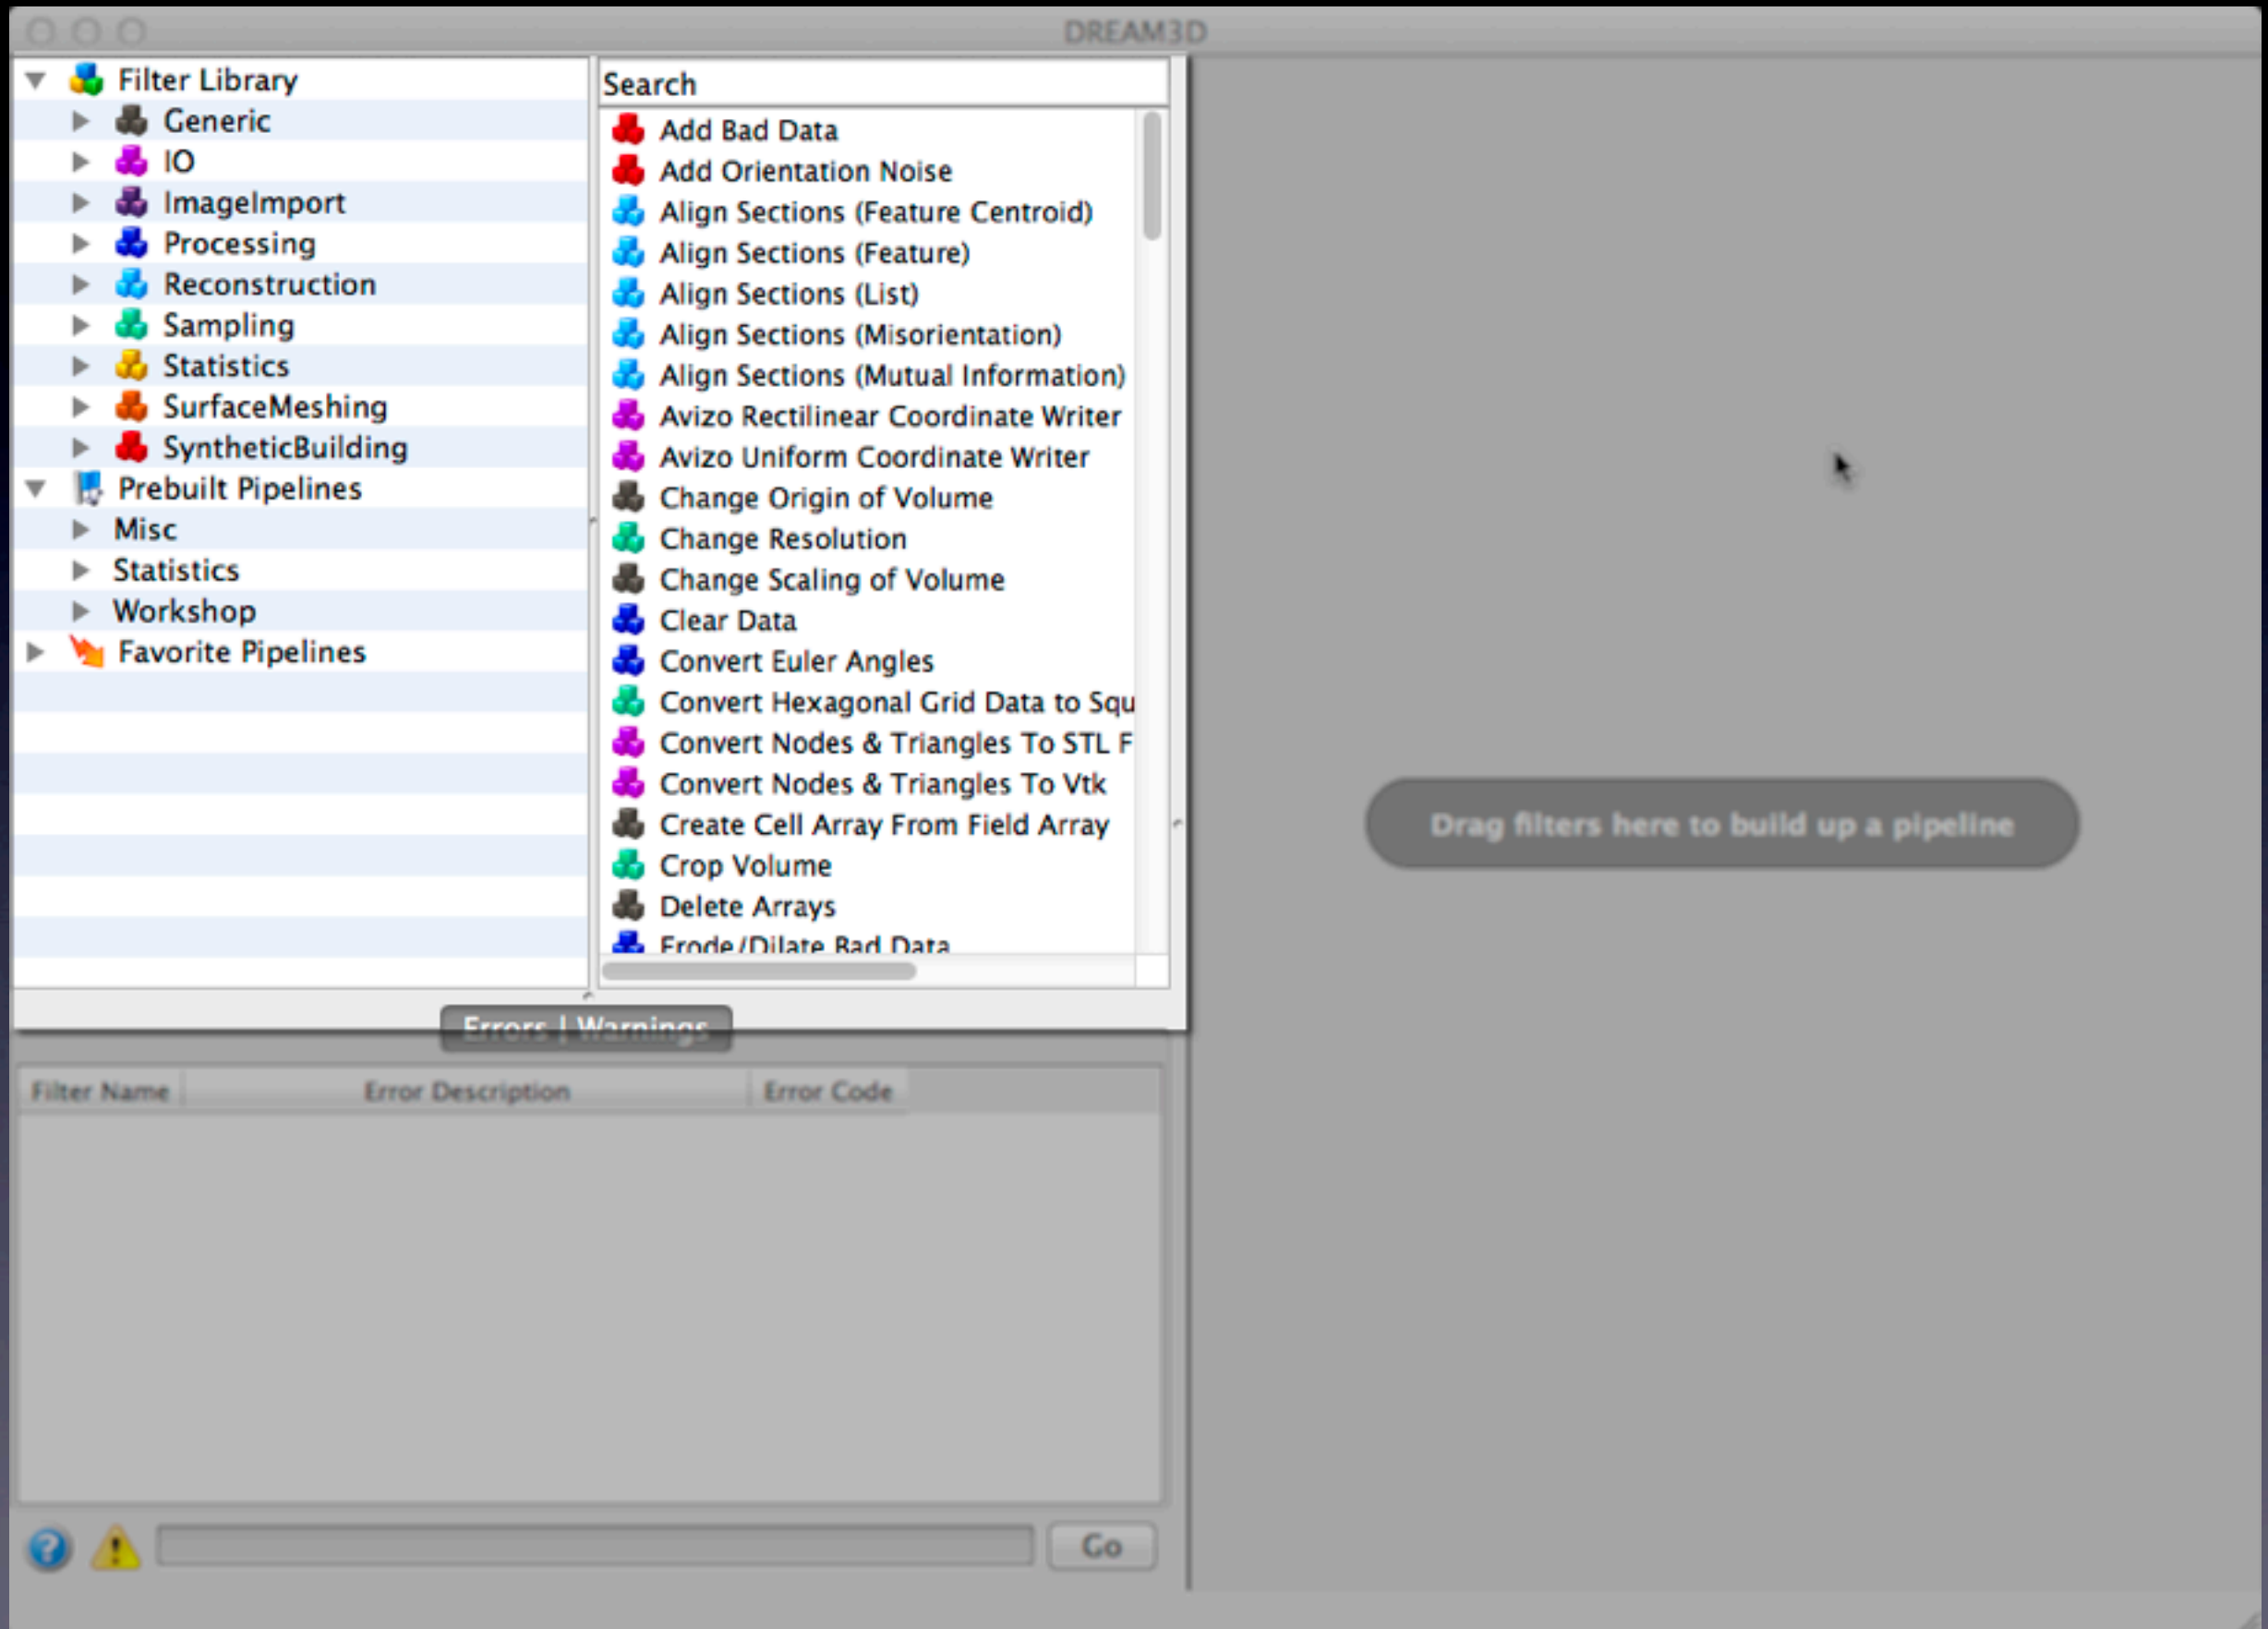 DREAM3D
Filter Library
Generic
IO
ImageImport
Processing
Reconstruction
Sampling
Statistics
SurfaceMeshing
SyntheticBuilding
Prebuilt Pipelines
Misc
Statistics
Workshop
Favorite Pipelines
Search
Add Bad Data
Add Orientation Noise
Align Sections (Feature Centroid)
Align Sections (Feature)
Align Sections (List)
Align Sections (Misorientation)
Align Sections (Mutual Information)
Avizo Rectilinear Coordinate Writer
Avizo Uniform Coordinate Writer
Change Origin of Volume
Change Resolution
Change Scaling of Volume
Clear Data
Convert Euler Angles
Convert Hexagonal Grid Data to Squ
Convert Nodes & Triangles To STL F
Convert Nodes & Triangles To Vtk
Create Cell Array From Field Array
Crop Volume
Delete Arrays
Erode/Dilate Bad Data
Drag filters here to build up a pipeline
Errors | Warnings
Filter Name Error Description Error Code
Go